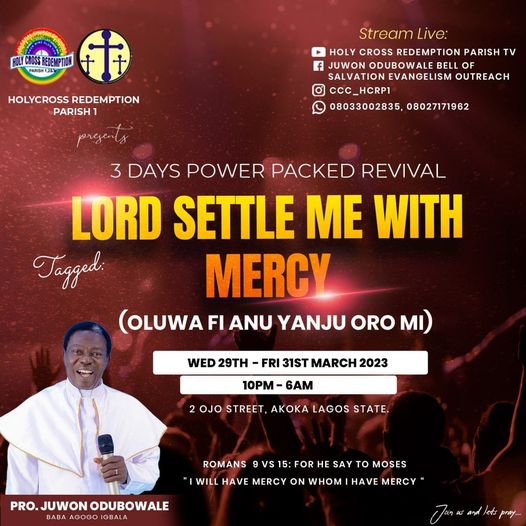 HOLY CROSS REDEMPTION
HOLYCROSS REDEMPTION
PARISH 1
presents
Stream Live:
HOLY CROSS REDEMPTION PARISH TV
JUWON ODUBOWALE BELL OF
SALVATION EVANGELISM OUTREACH
CCC_HCRP1
08033002835, 08027171962
3 DAYS POWER PACKED REVIVAL
Tagged:
LORD SETTLE ME WITH
MERCY
(OLUWA FI ANU YANJU ORO MI)
WED 29TH - FRI 31ST MARCH 2023
10PM - 6AM
2 OJO STREET, AKOKA LAGOS STATE.
ROMANS 9 VS 15: FOR HE SAY TO MOSES
" I WILL HAVE MERCY ON WHOM I HAVE MERCY "
PRO. JUWON ODUBOWALE
BABA AGOGO IGBALA
Join us and lets pray...